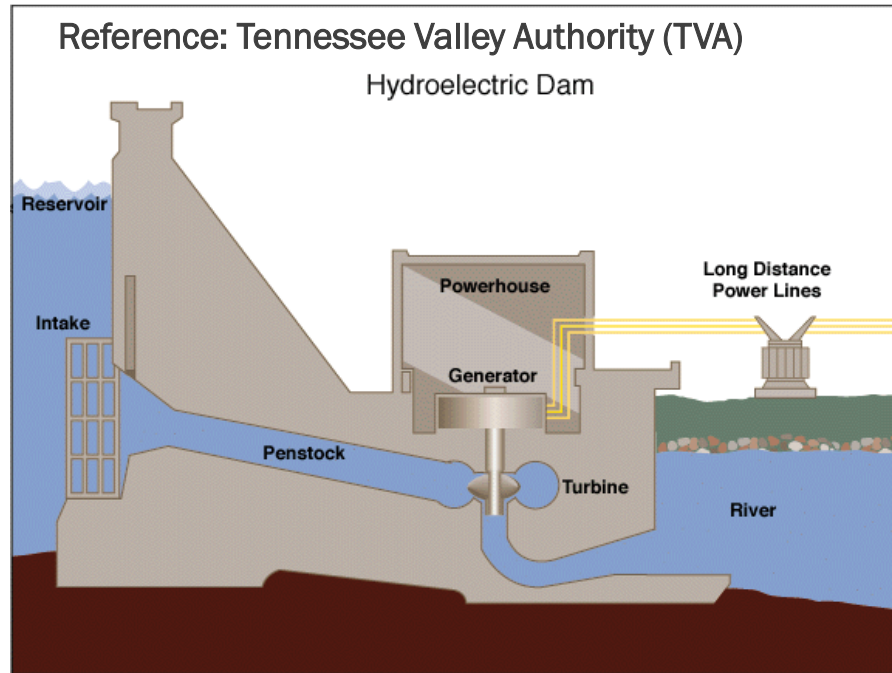 Reference: Tennessee Valley Authority (TVA)
Hydroelectric Dam
Reservoir
Intake
Penstock
Powerhouse
Generator
Turbine
Long Distance
Power Lines
River